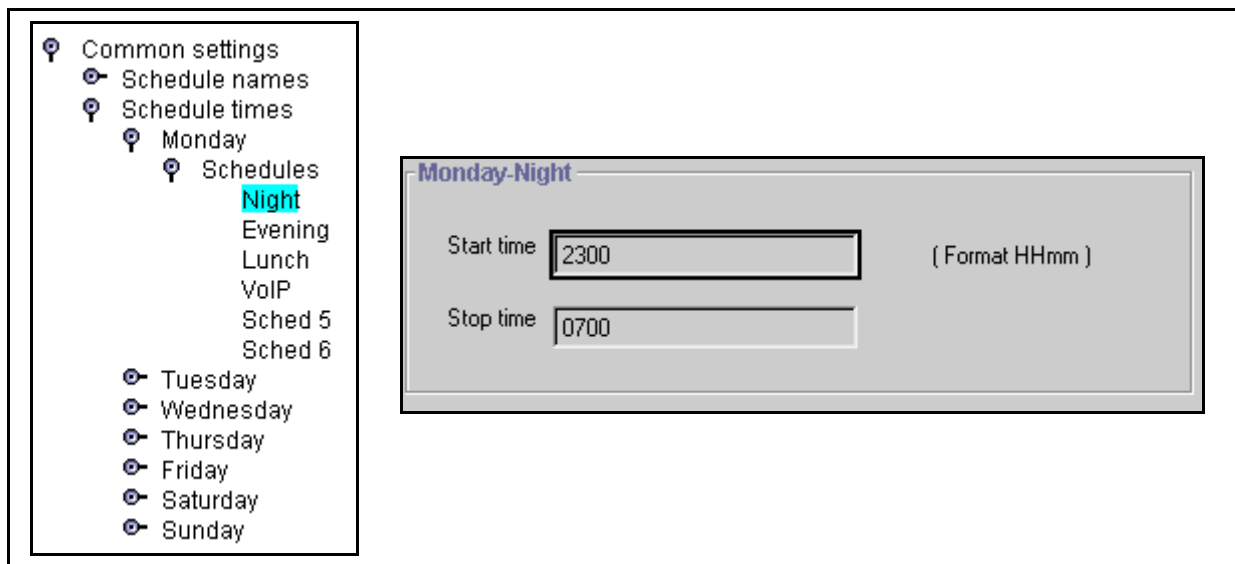 Common settings
Schedule names
Schedule times
Monday
Schedules
Night
Evening
Lunch
VoIP
Sched 5
Sched 6
Tuesday
Wednesday
Thursday
Friday
Saturday
Sunday
Monday-Night
Start time 2300 ( Format HHmm )
Stop time 0700